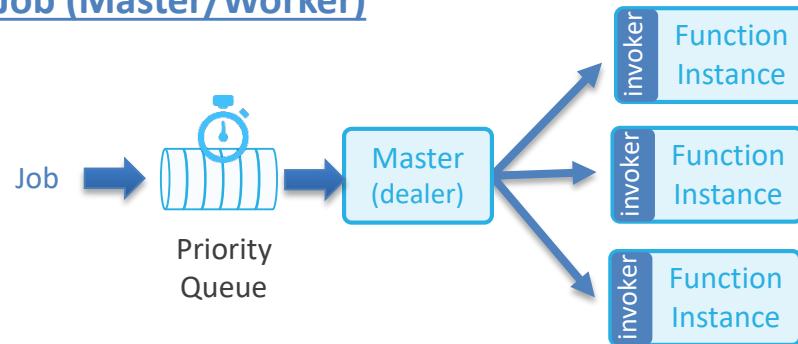 Job (Master/Worker)
Job
Priority
Queue
Master
(dealer)
invoker
Function
Instance
invoker
Function
Instance
invoker
Function
Instance